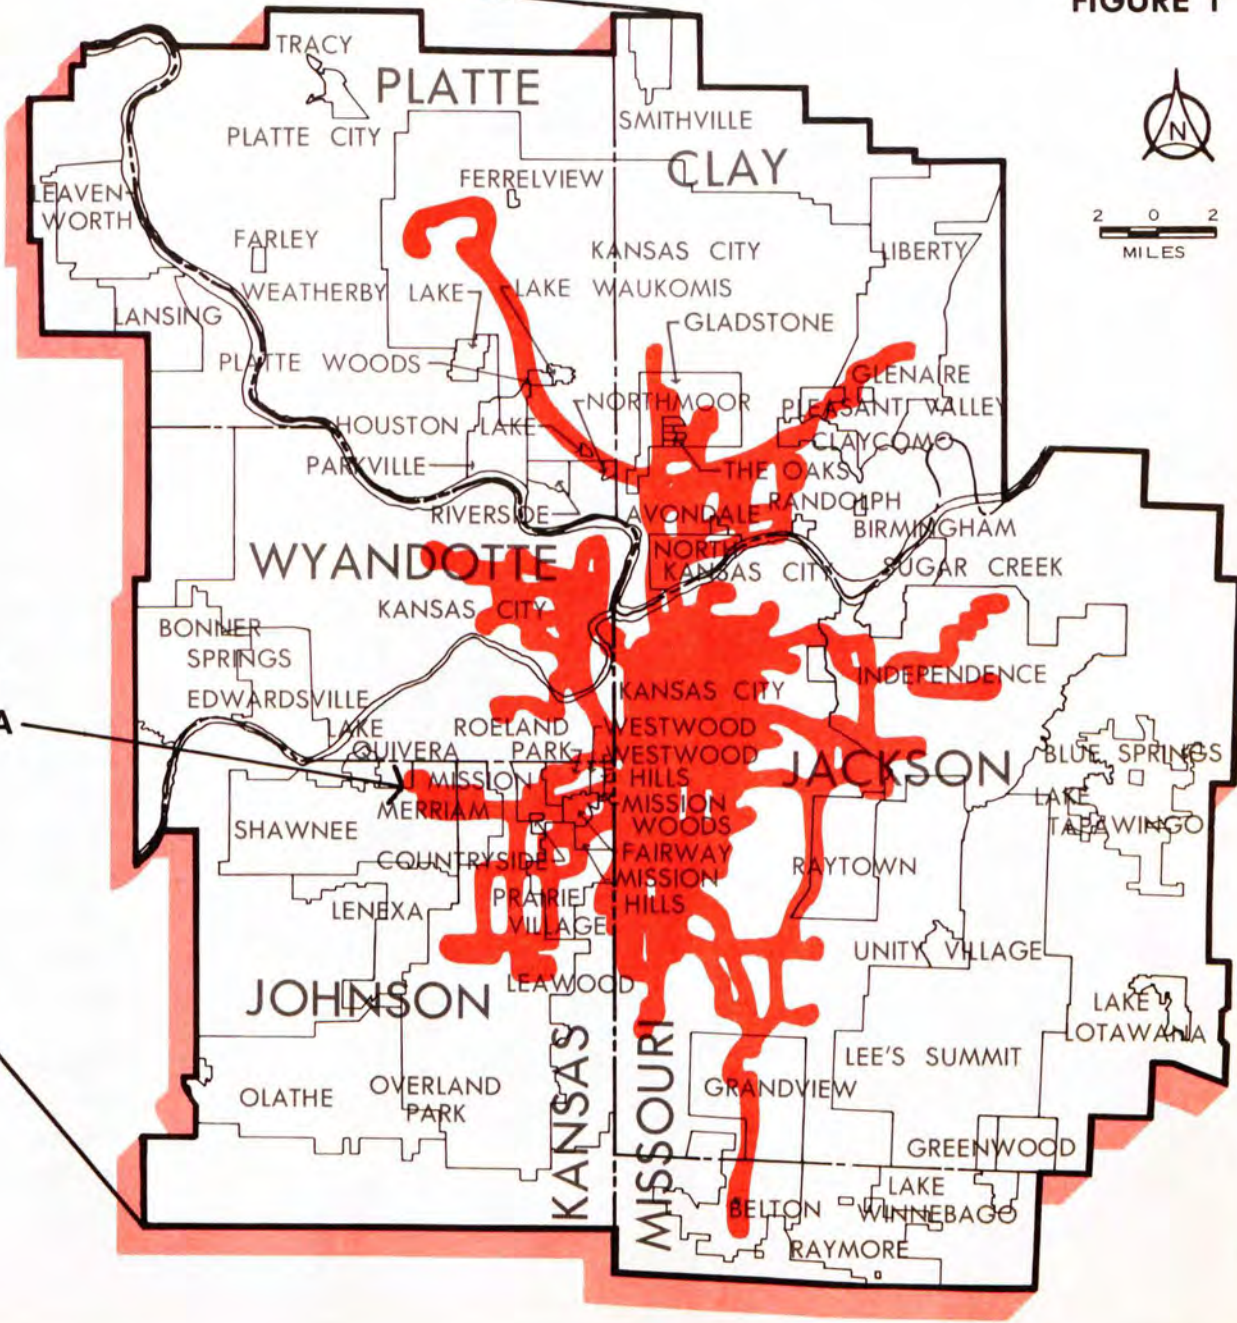 FIGURE 1
TRACY
PLATTE
PLATTE CITY
SMITHVILLE
CLAY
N
LEAVEN-
WORTH
FERRELVIEW
2 0 2
MILES
FARLEY
KANSAS CITY
LIBERTY
WEATHERBY LAKE
LAKE WAUKOMIS
LANSING
GLADSTONE
PLATTE WOODS
GLENAIRE
NORTHMOOR
PLEASANT VALLEY
HOUSTON LAKE
CLAYCOMO
PARKVILLE
THE OAKS
RIVERSIDE
AVONDALE
RANDOLPH
BIRMINGHAM
WYANDOTTE
NORTH
KANSAS CITY
SUGAR CREEK
KANSAS CITY
BONNER
SPRINGS
EDWARDSVILLE
KANSAS CITY
INDEPENDENCE
A
LAKE
QUIVERA
ROELAND
PARK
WESTWOOD
WESTWOOD
HILLS
JACKSON
BLUE SPRINGS
MISSION
MERRIAM
MISSION
WOODS
LAKE
TAPAWINGO
SHAWNEE
COUNTRYSIDE
FAIRWAY
MISSION
HILLS
RAYTOWN
LENEXA
PRAIRIE
VILLAGE
UNITY VILLAGE
LEAWOOD
JOHNSON
LAKE
LOTAWANA
LEE'S SUMMIT
OLATHE
OVERLAND
PARK
KANSAS
MISSOURI
GRANDVIEW
GREENWOOD
BELTON
LAKE
WINNEBAGO
RAYMORE